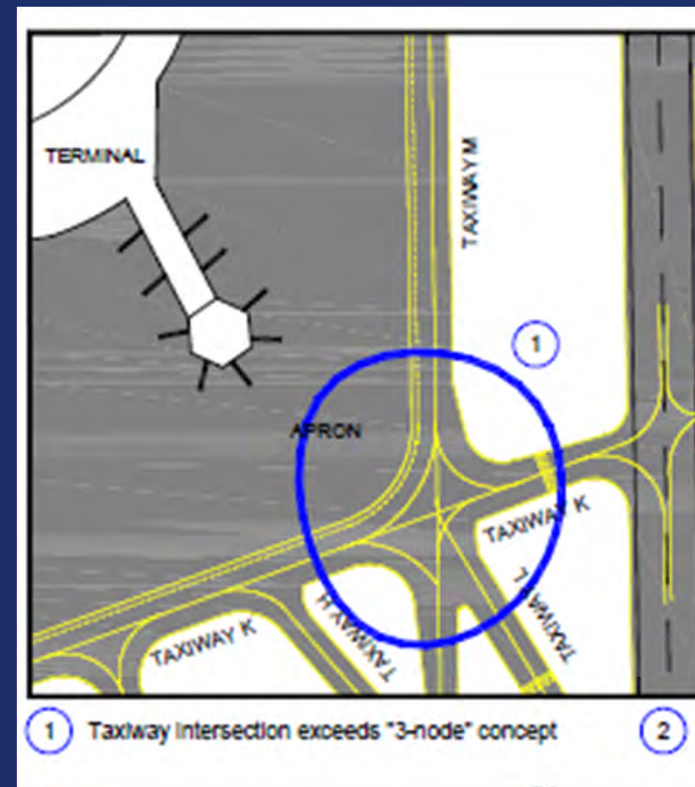 TERMINAL
TAXIWAY M
1
APRON
TAXIWAY K
TAXIWAY L
TAXIWAY H
TAXIWAY K
1 Taxiway Intersection exceeds "3-node" concept 2